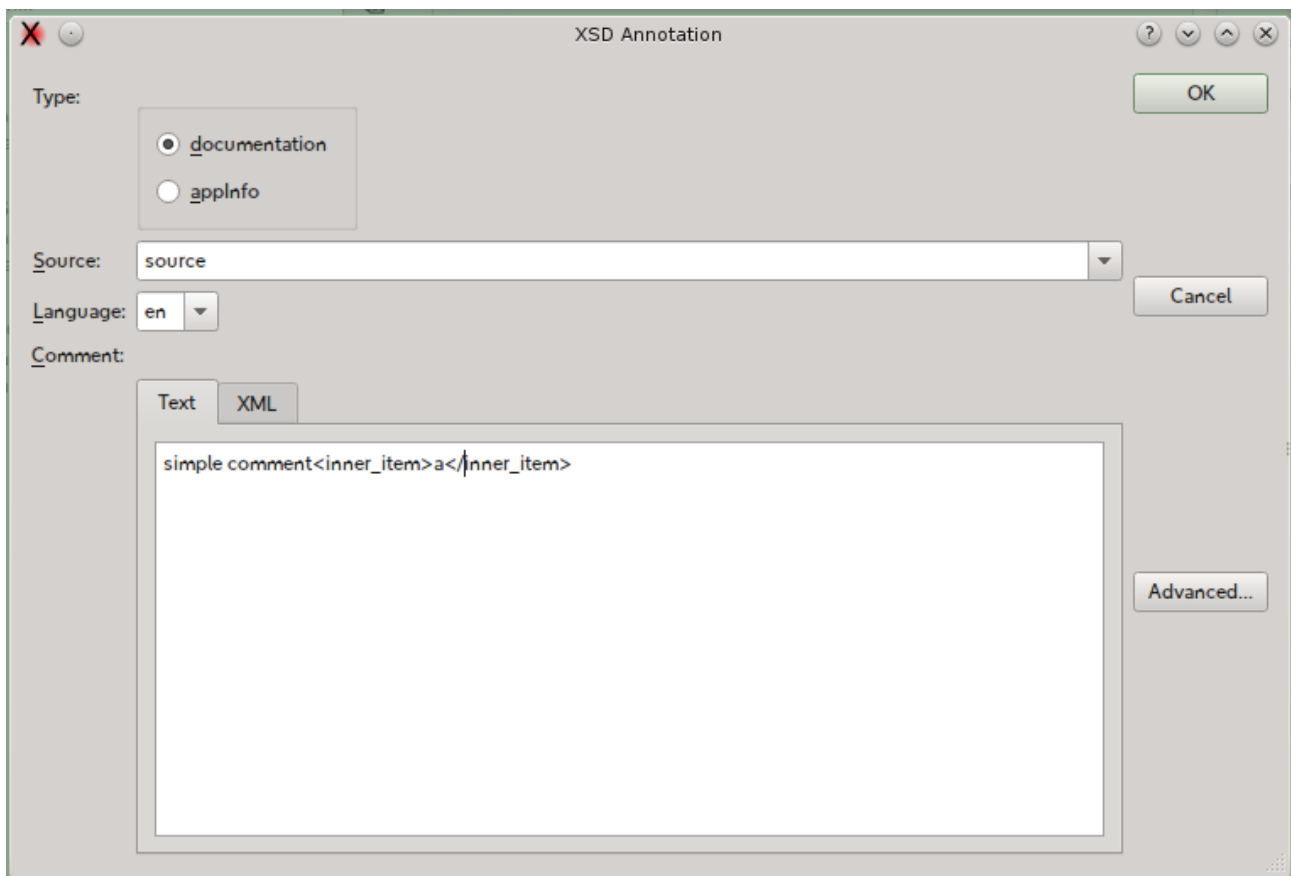 XSD Annotation
Type:
OK
documentation
appInfo
Source:
source
Cancel
Language:
en
Comment:
Text
XML
simple comment<inner_item>a</inner_item>
Advanced...